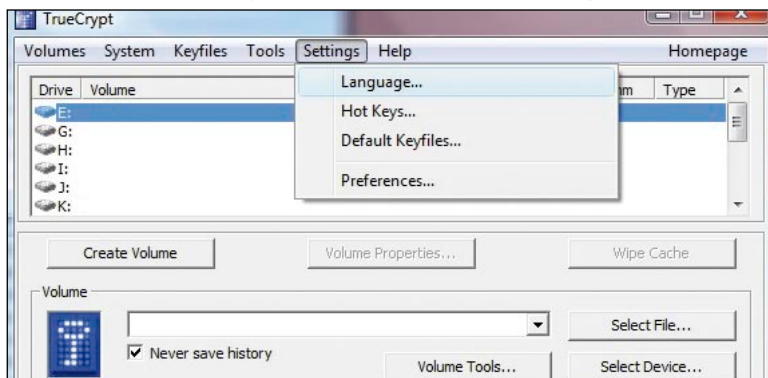 TrueCrypt
Volumes System Keyfiles Tools Settings Help Homepage
Drive Volume Type
Language...
Hot Keys...
Default Keyfiles...
Preferences...
E:
G:
H:
I:
J:
K:
Create Volume Volume Properties... Wipe Cache
Volume
Select File...
Never save history
Volume Tools... Select Device...